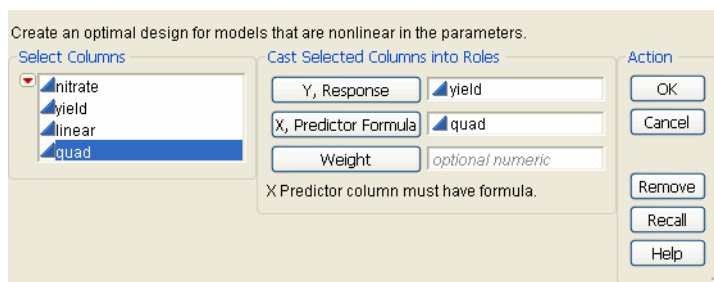 Create an optimal design for models that are nonlinear in the parameters.
Select Columns
nitrate
yield
linear
quad
Cast Selected Columns into Roles
Y, Response
yield
X, Predictor Formula
quad
Weight
optional numeric
X Predictor column must have formula.
Action
OK
Cancel
Remove
Recall
Help